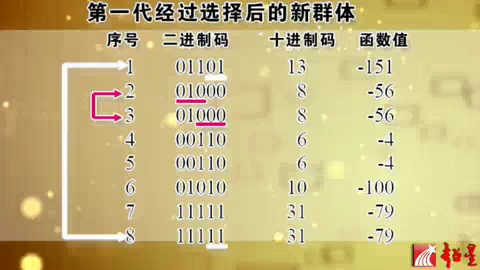 第一代经过选择后的新群体
序号 二进制码 十进制码 函数值
1 01101 13 -151
2 01000 8 -56
3 01000 8 -56
4 00110 6 -4
5 00110 6 -4
6 01010 10 -100
7 11111 31 -79
8 11111 31 -79